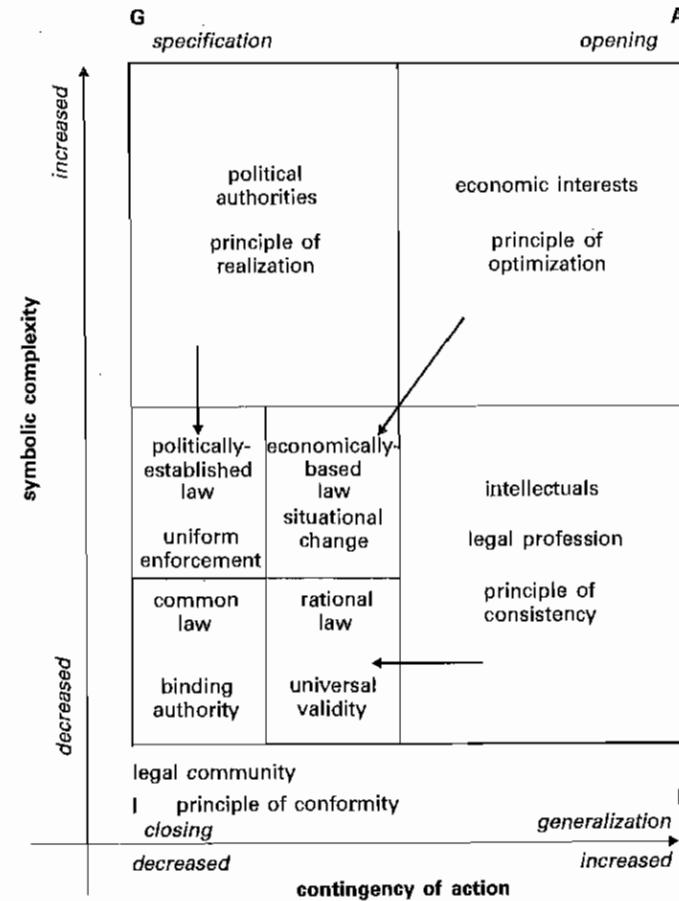 G
A
specification
opening
increased
political
authorities
principle of
realization
economic interests
principle of
optimization
symbolic complexity
politically-
established
law
uniform
enforcement
economically-
based
law
situational
change
intellectuals
legal profession
principle of
consistency
common
law
binding
authority
rational
law
universal
validity
decreased
legal community
I principle of conformity
closing
generalization
decreased
increased
contingency of action